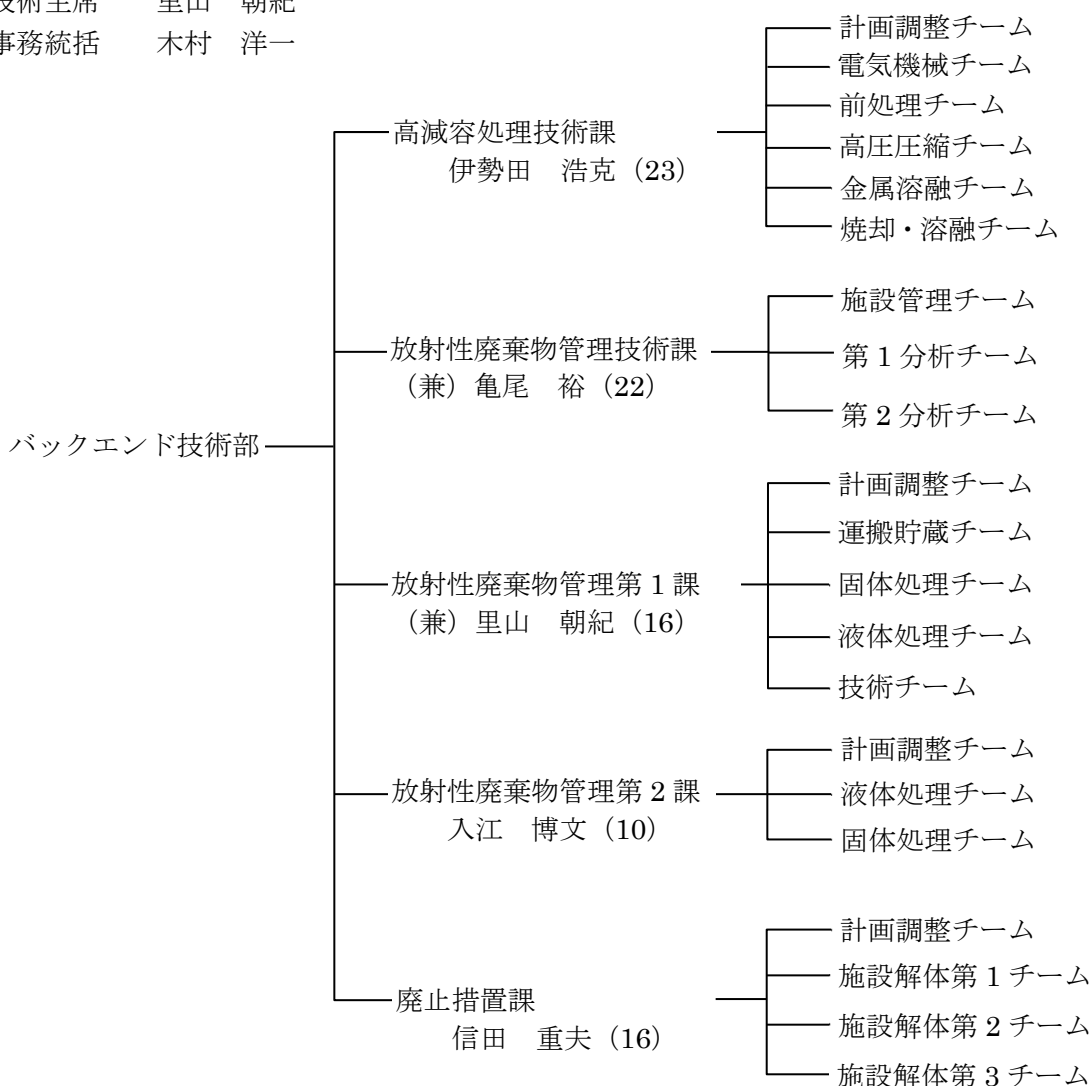 技術主席　　里山　朝紀
事務統括　　木村　洋一
バックエンド技術部
高減容処理技術課
伊勢田　浩克（23）
計画調整チーム
電気機械チーム
前処理チーム
高圧圧縮チーム
金属溶融チーム
焼却・溶融チーム
放射性廃棄物管理技術課
（兼）亀尾　裕（22）
施設管理チーム
第 1 分析チーム
第 2 分析チーム
放射性廃棄物管理第 1 課
（兼）里山　朝紀（16）
計画調整チーム
運搬貯蔵チーム
固体処理チーム
液体処理チーム
技術チーム
放射性廃棄物管理第 2 課
入江　博文（10）
計画調整チーム
液体処理チーム
固体処理チーム
廃止措置課
信田　重夫（16）
計画調整チーム
施設解体第 1 チーム
施設解体第 2 チーム
施設解体第 3 チーム